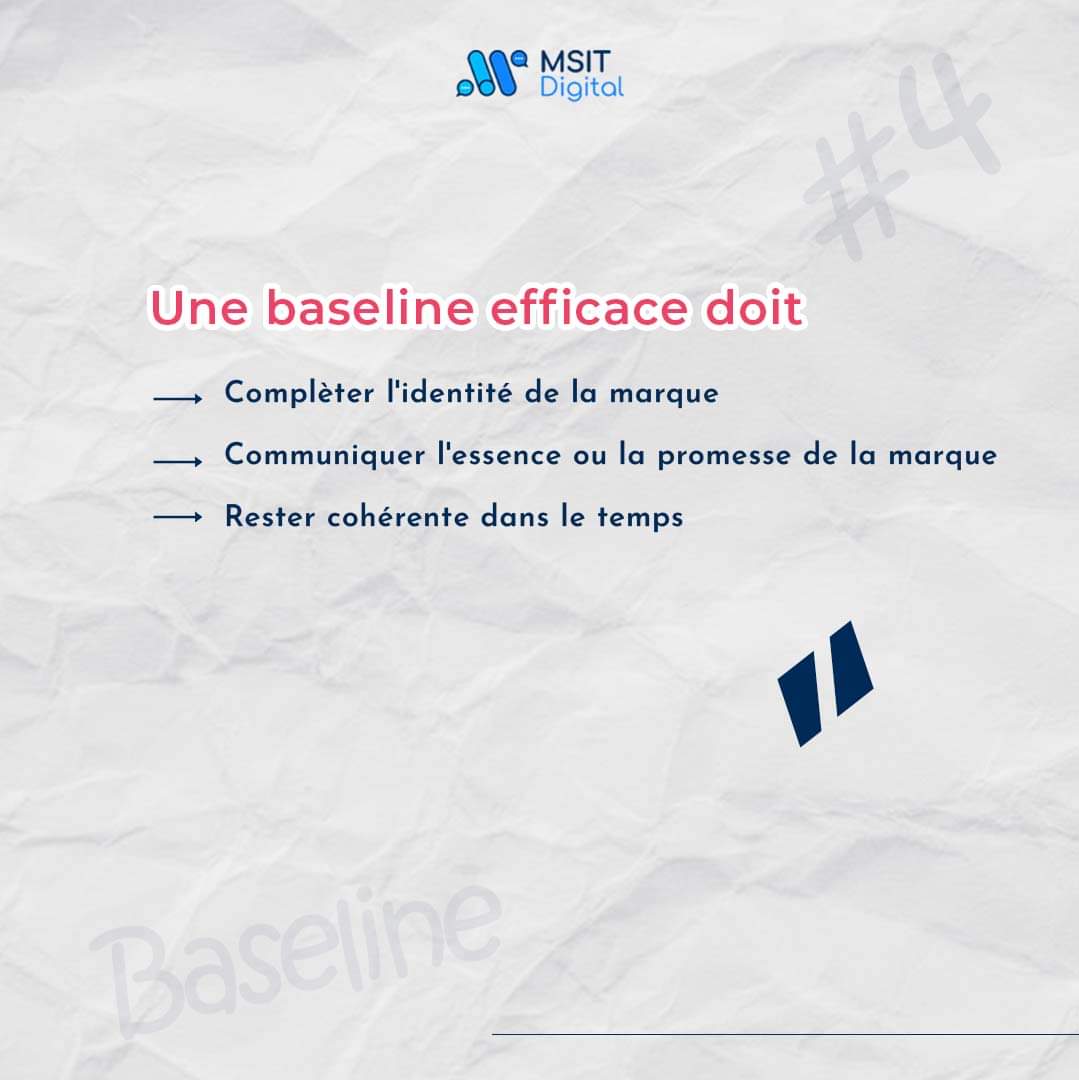 MSIT
Digital
#4
Une baseline efficace doit
Complèter l'identité de la marque
Communiquer l'essence ou la promesse de la marque
Rester cohérente dans le temps
Baseline